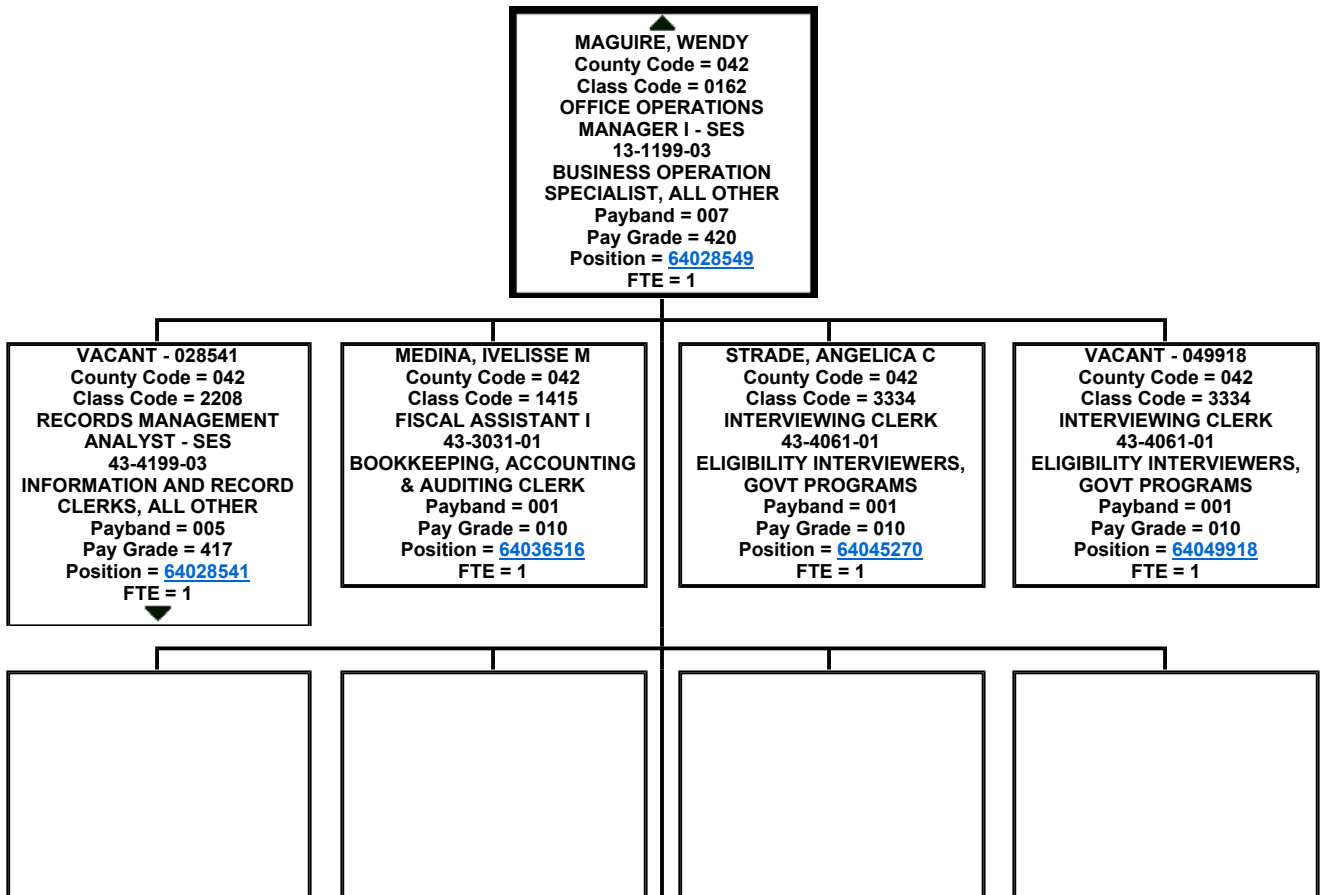 MAGUIRE, WENDY
County Code = 042
Class Code = 0162
OFFICE OPERATIONS
MANAGER I - SES
13-1199-03
BUSINESS OPERATION
SPECIALIST, ALL OTHER
Payband = 007
Pay Grade = 420
Position = 64028549
FTE = 1
VACANT - 028541
County Code = 042
Class Code = 2208
RECORDS MANAGEMENT
ANALYST - SES
43-4199-03
INFORMATION AND RECORD
CLERKS, ALL OTHER
Payband = 005
Pay Grade = 417
Position = 64028541
FTE = 1
MEDINA, IVELISSE M
County Code = 042
Class Code = 1415
FISCAL ASSISTANT I
43-3031-01
BOOKKEEPING, ACCOUNTING
& AUDITING CLERK
Payband = 001
Pay Grade = 010
Position = 64036516
FTE = 1
STRADE, ANGELICA C
County Code = 042
Class Code = 3334
INTERVIEWING CLERK
43-4061-01
ELIGIBILITY INTERVIEWERS,
GOVT PROGRAMS
Payband = 001
Pay Grade = 010
Position = 64045270
FTE = 1
VACANT - 049918
County Code = 042
Class Code = 3334
INTERVIEWING CLERK
43-4061-01
ELIGIBILITY INTERVIEWERS,
GOVT PROGRAMS
Payband = 001
Pay Grade = 010
Position = 64049918
FTE = 1